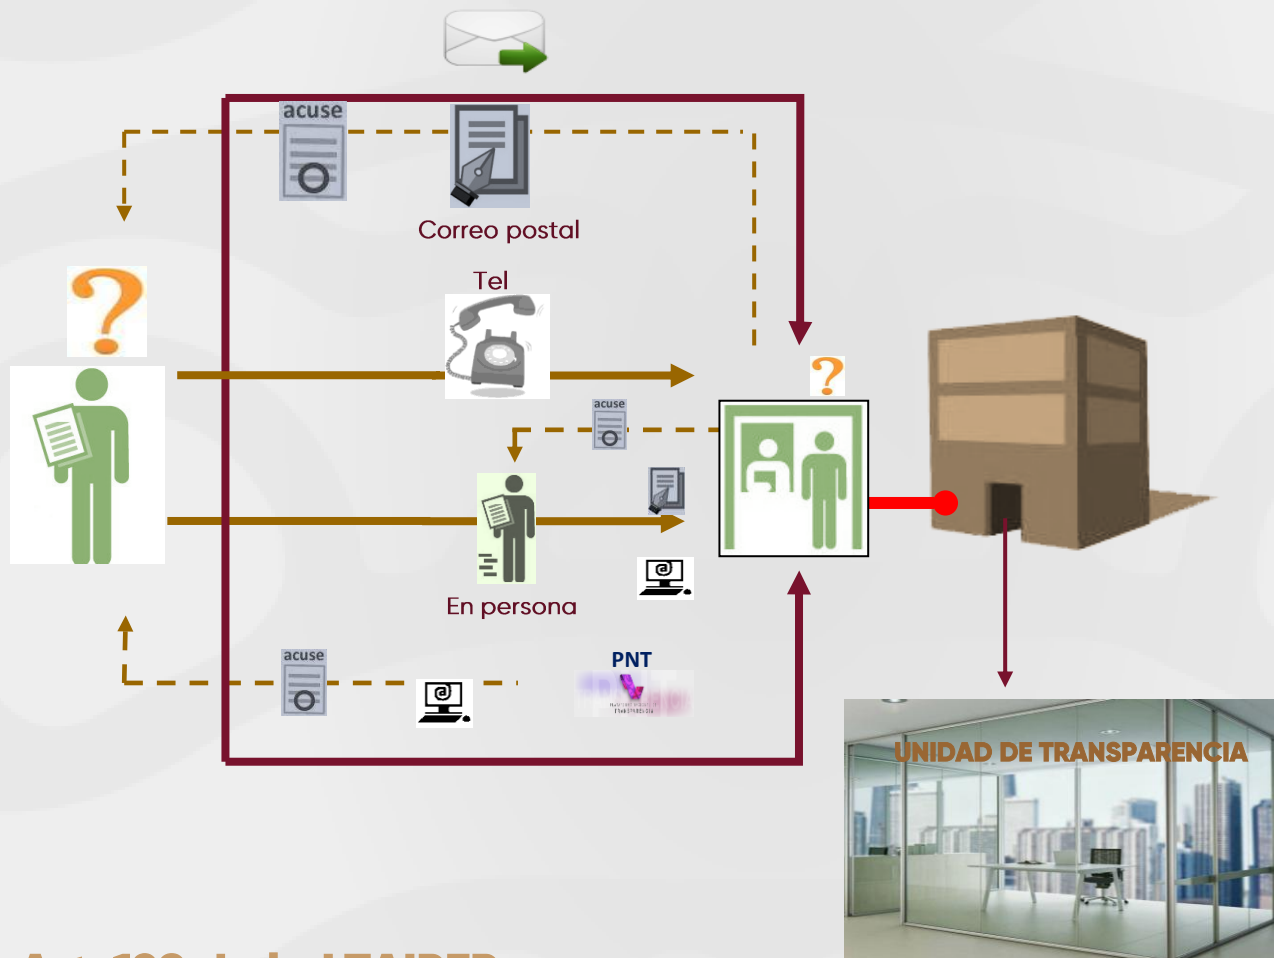 acuse
Correo postal
Tel
acuse
En persona
acuse
PNT
UNIDAD DE TRANSPARENCIA